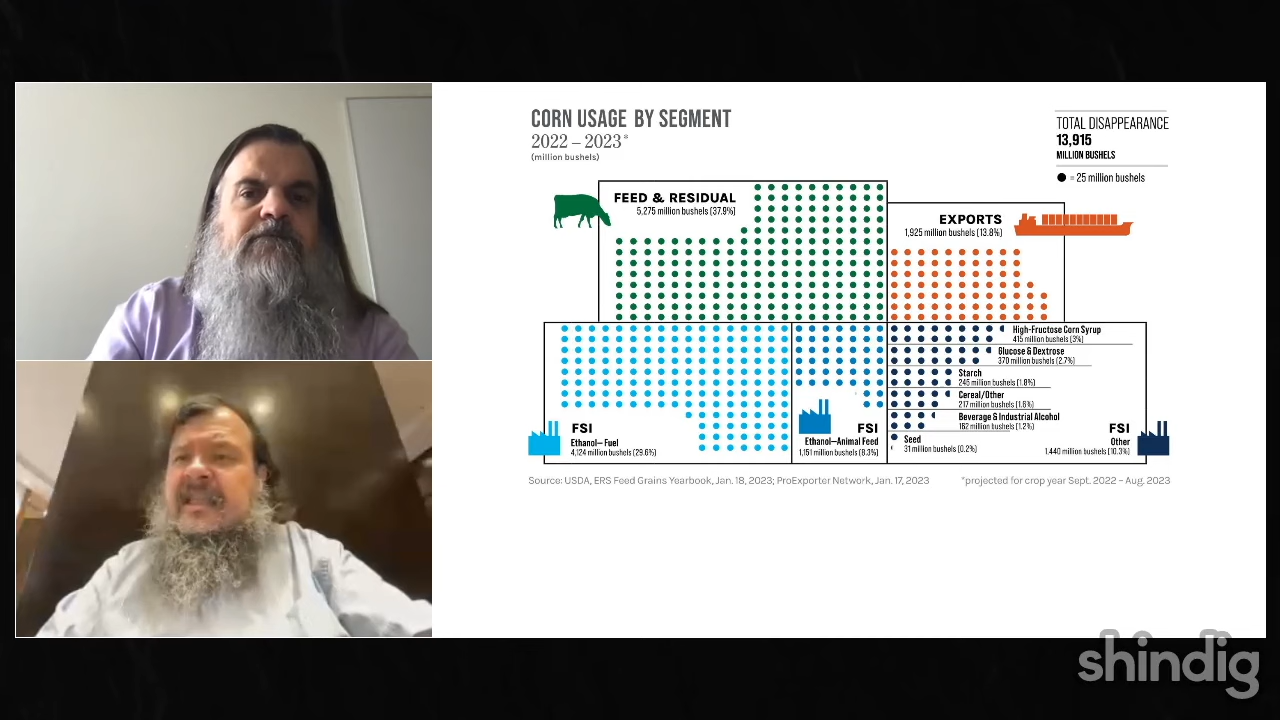 CORN USAGE BY SEGMENT
2022 – 2023*
(million bushels)
TOTAL DISAPPEARANCE
13,915
MILLION BUSHELS
= 25 million bushels
FEED & RESIDUAL
5,275 million bushels (37.9%)
EXPORTS
1,925 million bushels (13.8%)
FSI
Ethanol— Fuel
4,124 million bushels (29.6%)
FSI
Ethanol—Animal Feed
1,151 million bushels (8.3%)
High-Fructose Corn Syrup
415 million bushels (3%)
Glucose & Dextrose
370 million bushels (2.7%)
Starch
245 million bushels (1.8%)
Cereal/Other
217 million bushels (1.6%)
Beverage & Industrial Alcohol
162 million bushels (1.2%)
Seed
31 million bushels (0.2%)
FSI
Other
1,440 million bushels (10.3%)
Source: USDA, ERS Feed Grains Yearbook, Jan. 18, 2023; ProExporter Network, Jan. 17, 2023
*projected for crop year Sept. 2022 – Aug. 2023
shindig